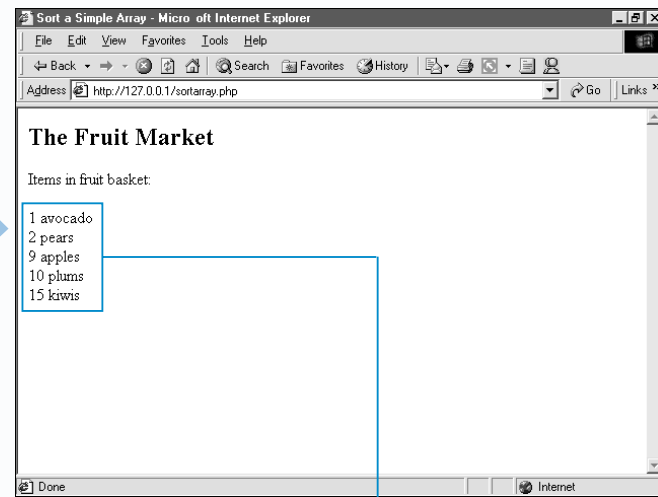 Sort a Simple Array - Micro oft Internet Explorer
File Edit View Favorites Tools Help
Back Search Favorites History
Address http://127.0.0.1/sortarray.php Go Links »
The Fruit Market
Items in fruit basket:
1 avocado
2 pears
9 apples
10 plums
15 kiwis
Done Internet